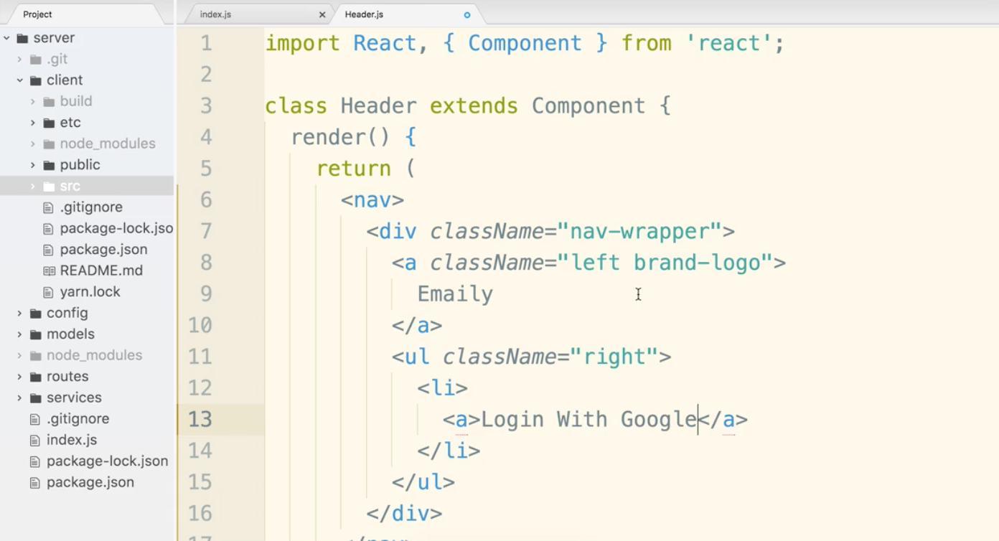 Project
index.js
Header.js
server
.git
client
build
etc
node_modules
public
src
.gitignore
package-lock.jso
package.json
README.md
yarn.lock
config
models
node_modules
routes
services
.gitignore
index.js
package-lock.json
package.json
1 import React, { Component } from 'react';
2
3 class Header extends Component {
4 render() {
5 return (
6 <nav>
7 <div className="nav-wrapper">
8 <a className="left brand-logo">
9 Emaily
10 </a>
11 <ul className="right">
12 <li>
13 <a>Login With Google</a>
14 </li>
15 </ul>
16 </div>
17 </nav>